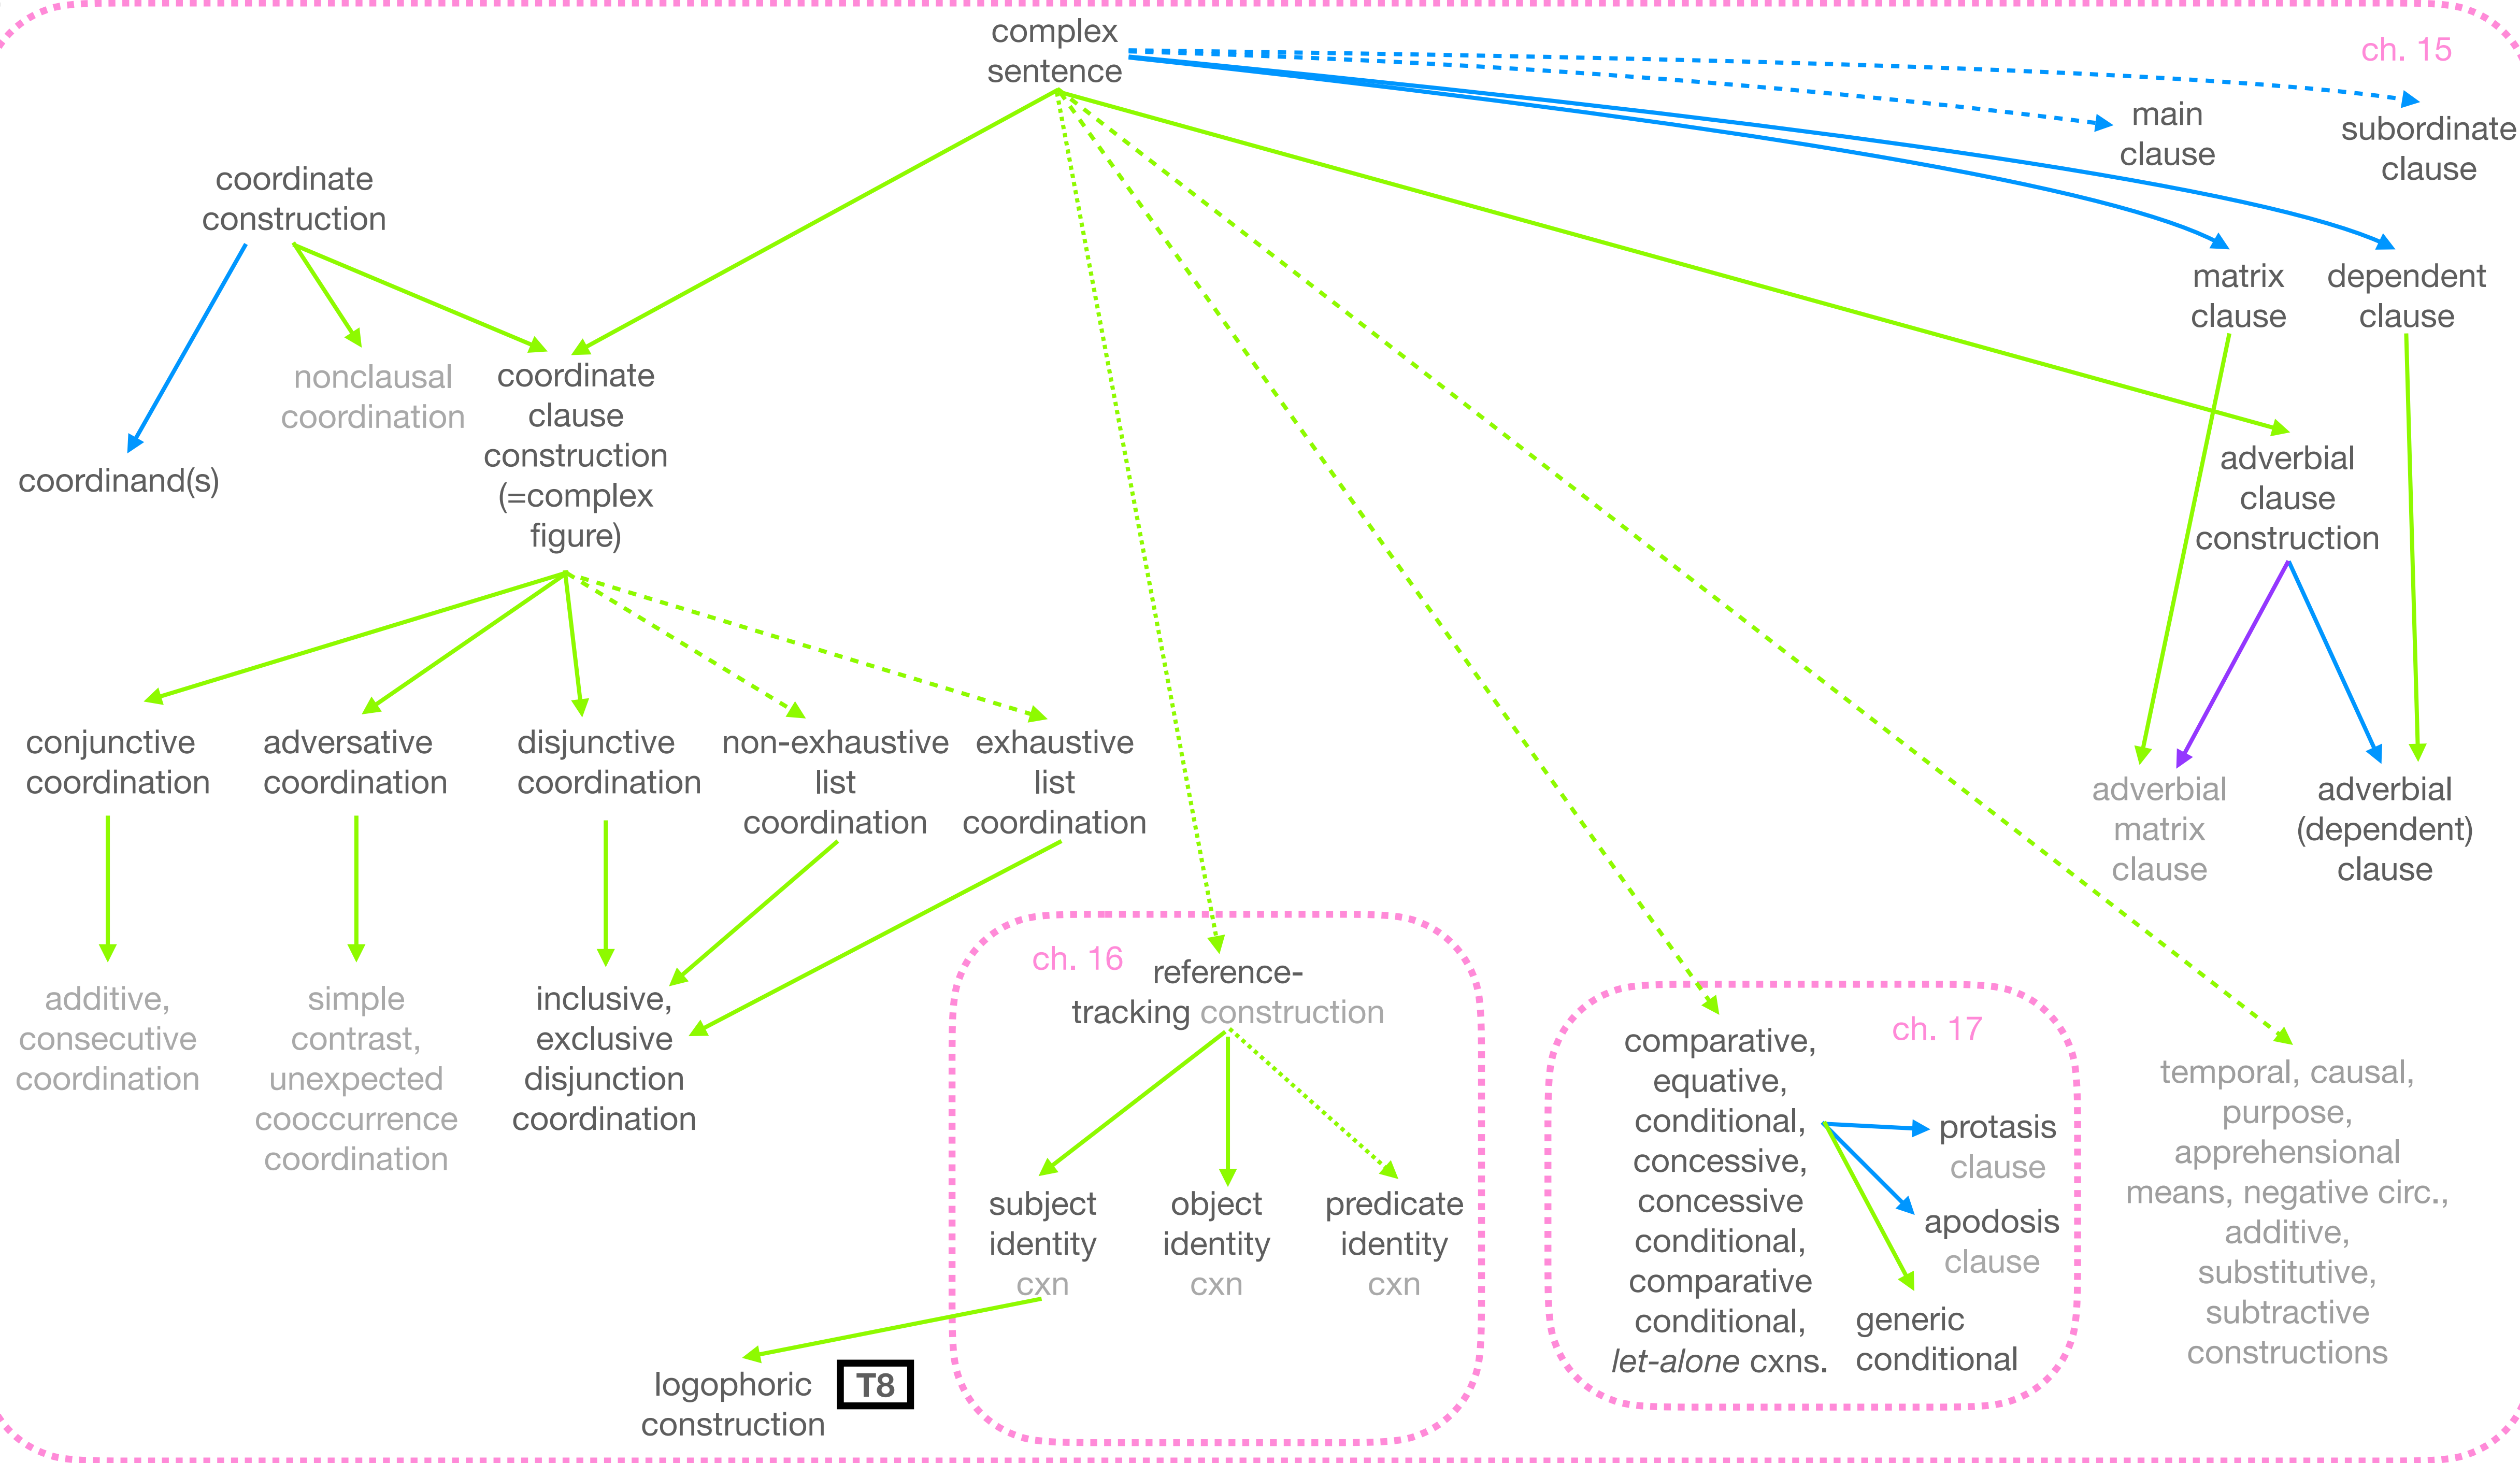 complex
sentence
ch. 15
main
clause
subordinate
clause
coordinate
construction
matrix
clause
dependent
clause
nonclausal
coordination
coordinate
clause
construction
(=complex
figure)
coordinand(s)
adverbial
clause
construction
conjunctive
coordination
adversative
coordination
disjunctive
coordination
non-exhaustive
list
coordination
exhaustive
list
coordination
adverbial
matrix
clause
adverbial
(dependent)
clause
additive,
consecutive
coordination
simple
contrast,
unexpected
cooccurrence
coordination
inclusive,
exclusive
disjunction
coordination
ch. 16
reference-
tracking construction
subject
identity
cxn
object
identity
cxn
predicate
identity
cxn
logophoric
construction
T8
ch. 17
comparative,
equative,
conditional,
concessive,
concessive
conditional,
comparative
conditional,
let-alone cxns.
protasis
clause
apodosis
clause
generic
conditional
temporal, causal,
purpose,
apprehensional
means, negative circ.,
additive,
substitutive,
subtractive
constructions